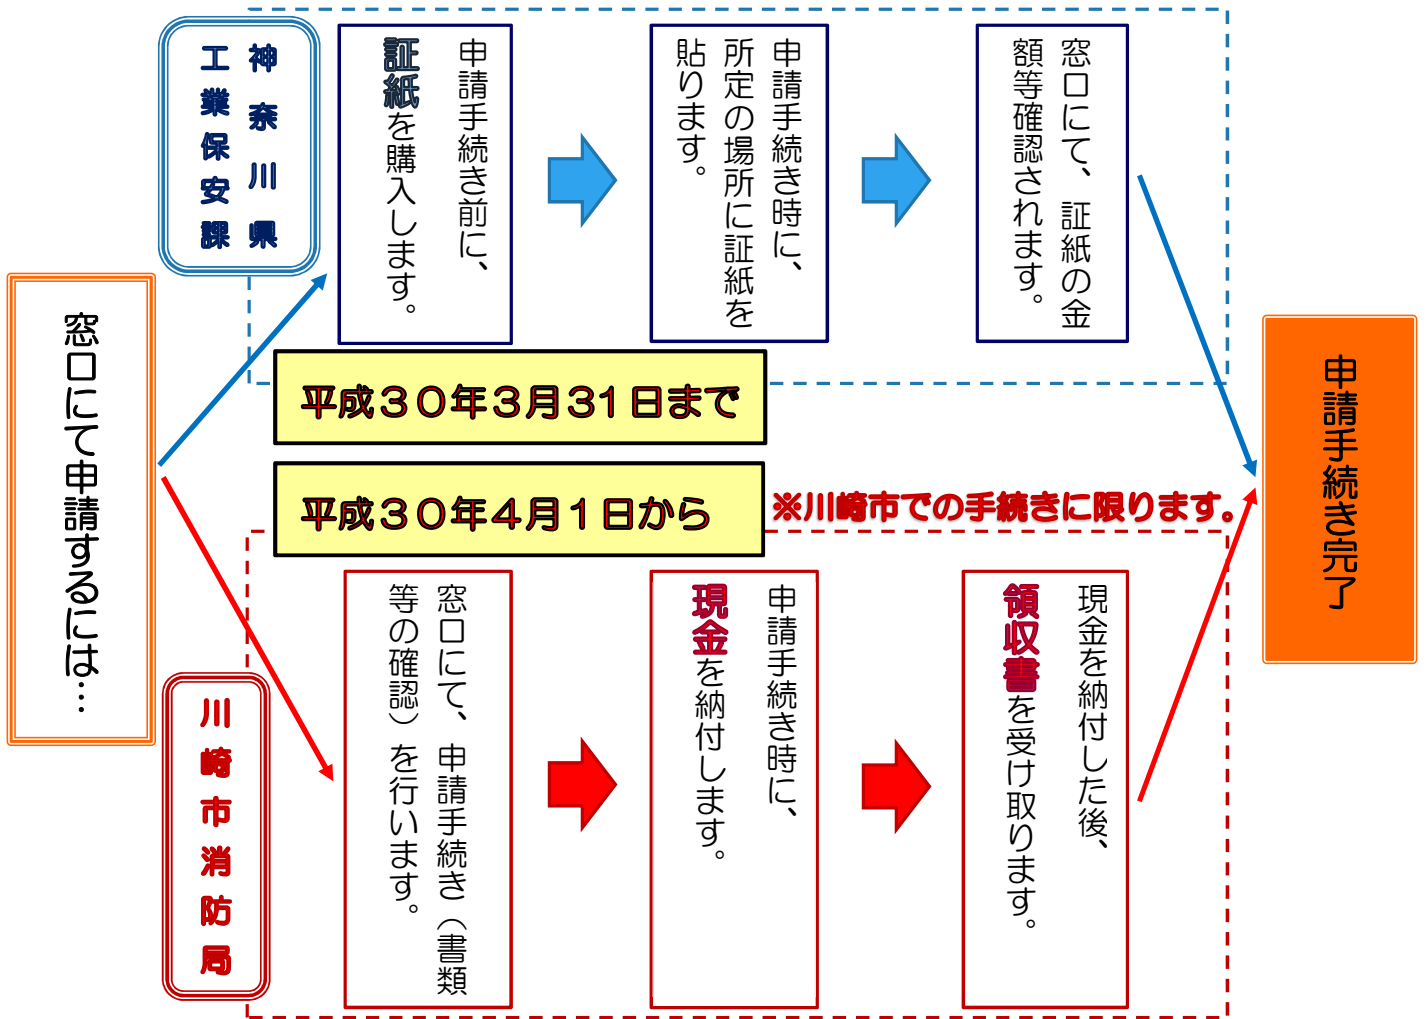 窓口にて申請するには…
神奈川県
工業保安課
申請手続き前に、
証紙を購入します。
申請手続き時に、
所定の場所に証紙を
貼ります。
窓口にて、証紙の金
額等確認されます。
平成３０年３月３１日まで
平成３０年４月１日から
※川崎市での手続きに限ります。
川崎市消防局
窓口にて、申請手続き（書類
等の確認）を行います。
申請手続き時に、
現金を納付します。
現金を納付した後、
領収書を受け取ります。
申請手続き完了